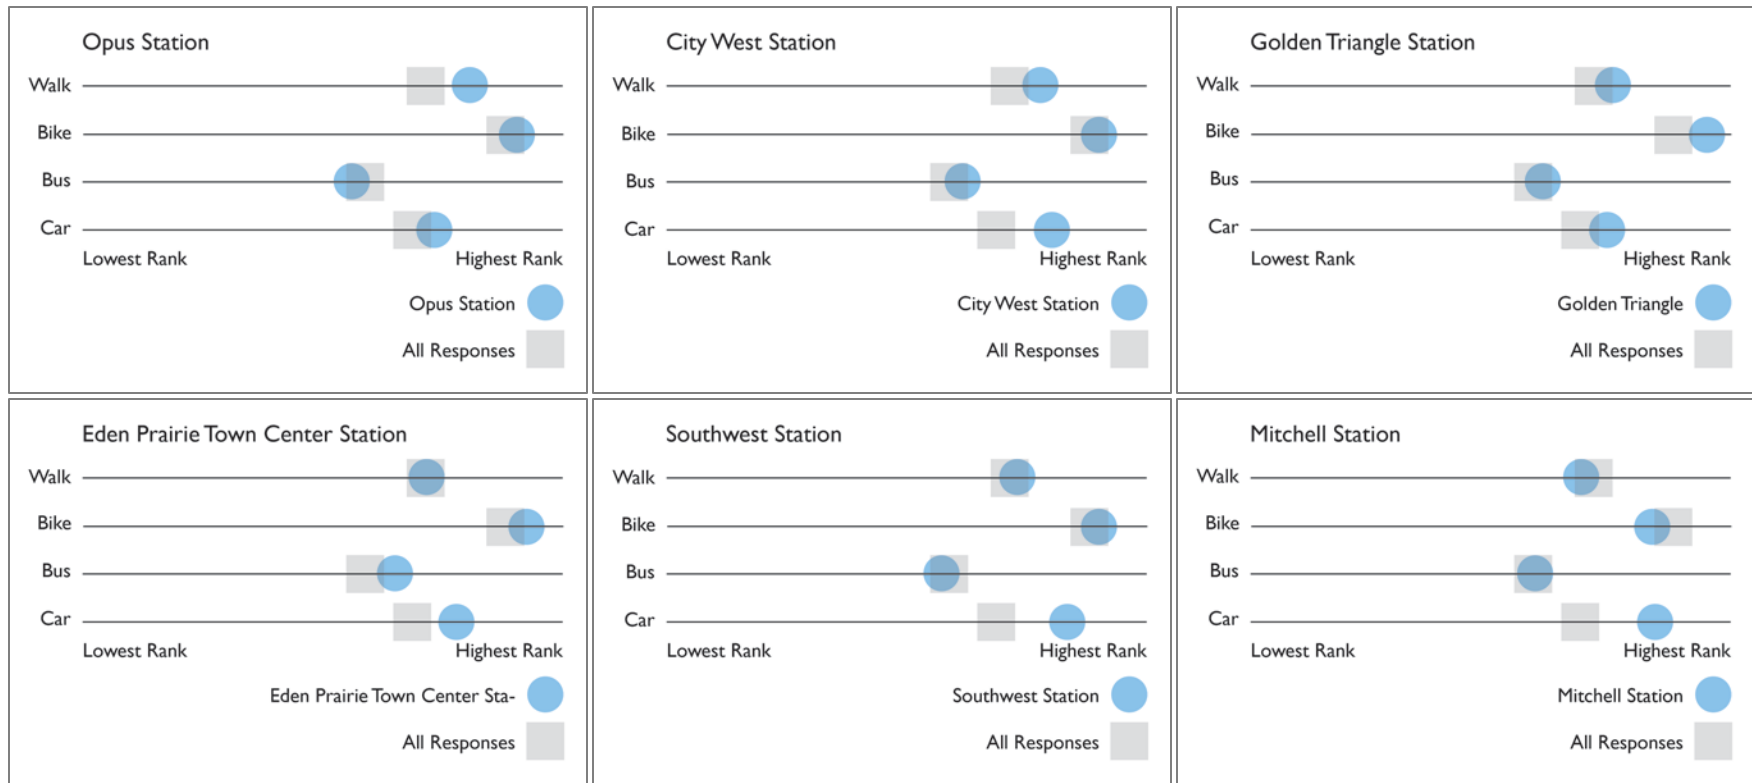 Opus Station
Walk
Bike
Bus
Car
Lowest Rank Highest Rank
Opus Station
All Responses
City West Station
Walk
Bike
Bus
Car
Lowest Rank Highest Rank
City West Station
All Responses
Golden Triangle Station
Walk
Bike
Bus
Car
Lowest Rank Highest Rank
Golden Triangle
All Responses
Eden Prairie Town Center Station
Walk
Bike
Bus
Car
Lowest Rank Highest Rank
Eden Prairie Town Center Sta-
All Responses
Southwest Station
Walk
Bike
Bus
Car
Lowest Rank Highest Rank
Southwest Station
All Responses
Mitchell Station
Walk
Bike
Bus
Car
Lowest Rank Highest Rank
Mitchell Station
All Responses